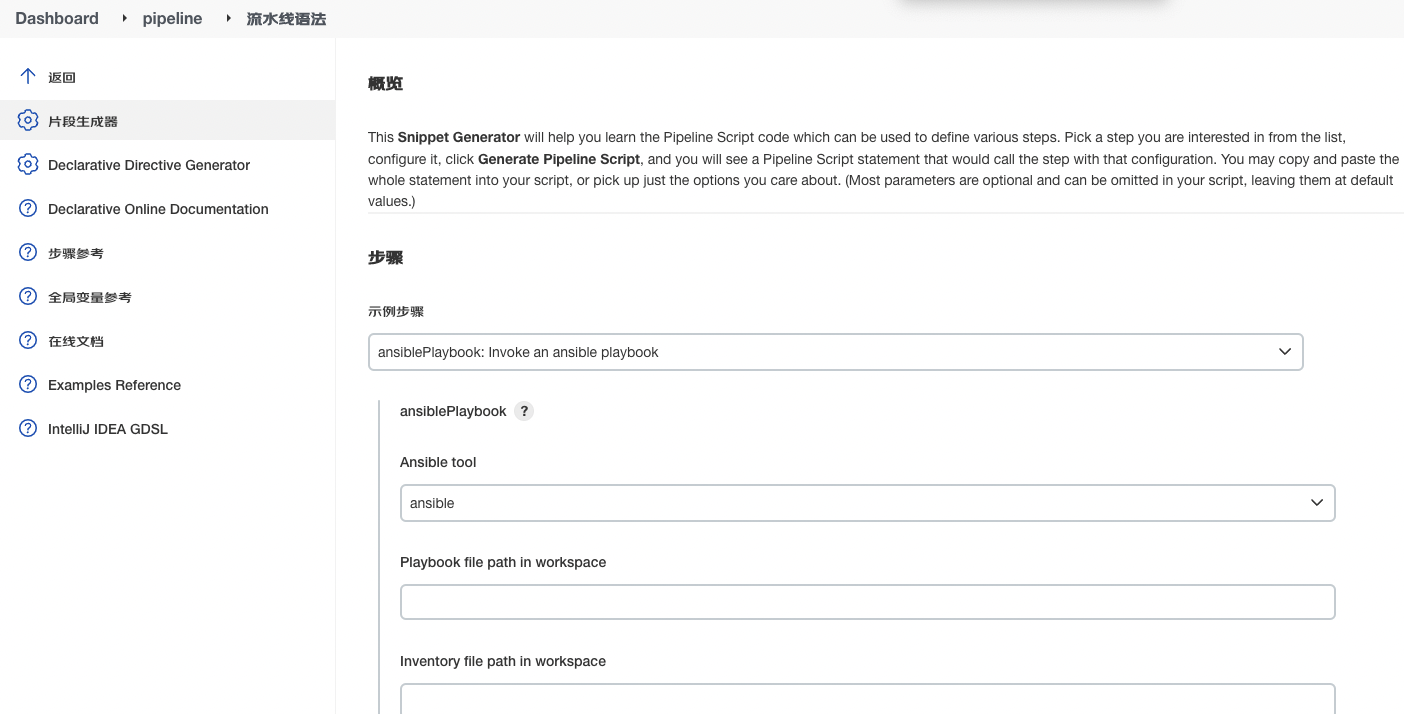 Dashboard pipeline 流水线语法
返回
片段生成器
Declarative Directive Generator
Declarative Online Documentation
步骤参考
全局变量参考
在线文档
Examples Reference
IntelliJ IDEA GDSL
概览
This Snippet Generator will help you learn the Pipeline Script code which can be used to define various steps. Pick a step you are interested in from the list,
configure it, click Generate Pipeline Script, and you will see a Pipeline Script statement that would call the step with that configuration. You may copy and paste the
whole statement into your script, or pick up just the options you care about. (Most parameters are optional and can be omitted in your script, leaving them at default
values.)
步骤
示例步骤
ansiblePlaybook: Invoke an ansible playbook
ansiblePlaybook ?
Ansible tool
ansible
Playbook file path in workspace
Inventory file path in workspace